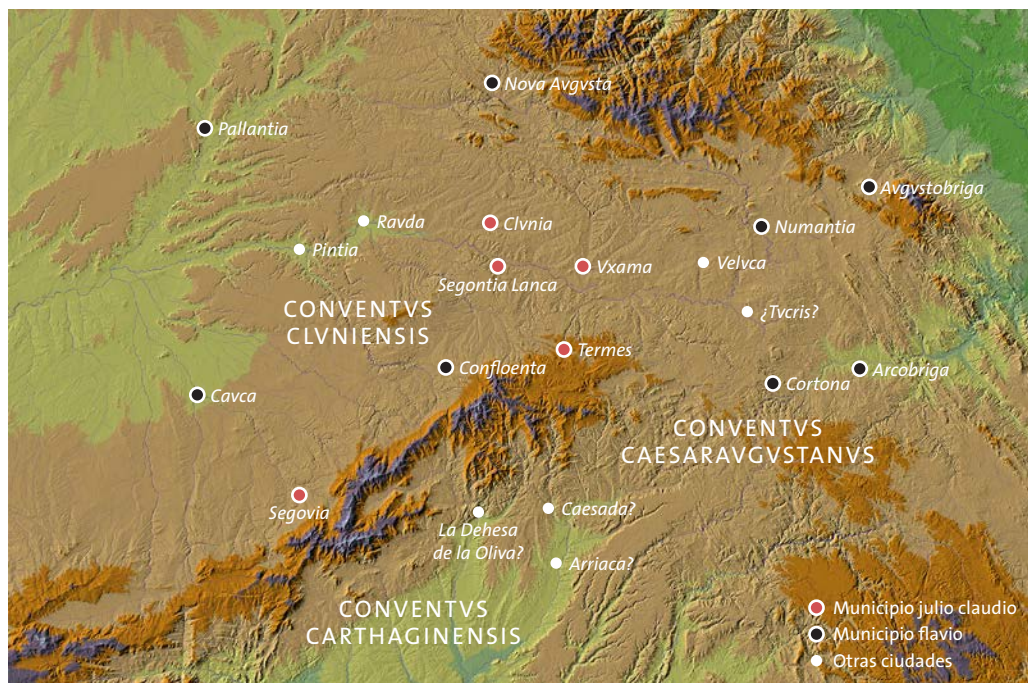 Nova Avgvsta
Pallantia
Avgvstobriga
Ravda
Clvnia
Numantia
Pintia
Velvca
Segontia Lanca
Vxama
CONVENTVS
CLVNIENSIS
¿Tvcris?
Termes
Confloenta
Arcobriga
Cortona
Cavca
CONVENTVS
CAESARAVGVSTANVS
Segovia
Caesada?
La Dehesa
de la Oliva?
Arriaca?
CONVENTVS
CARTHAGINENSIS
Municipio julio claudio
Municipio flavio
Otras ciudades